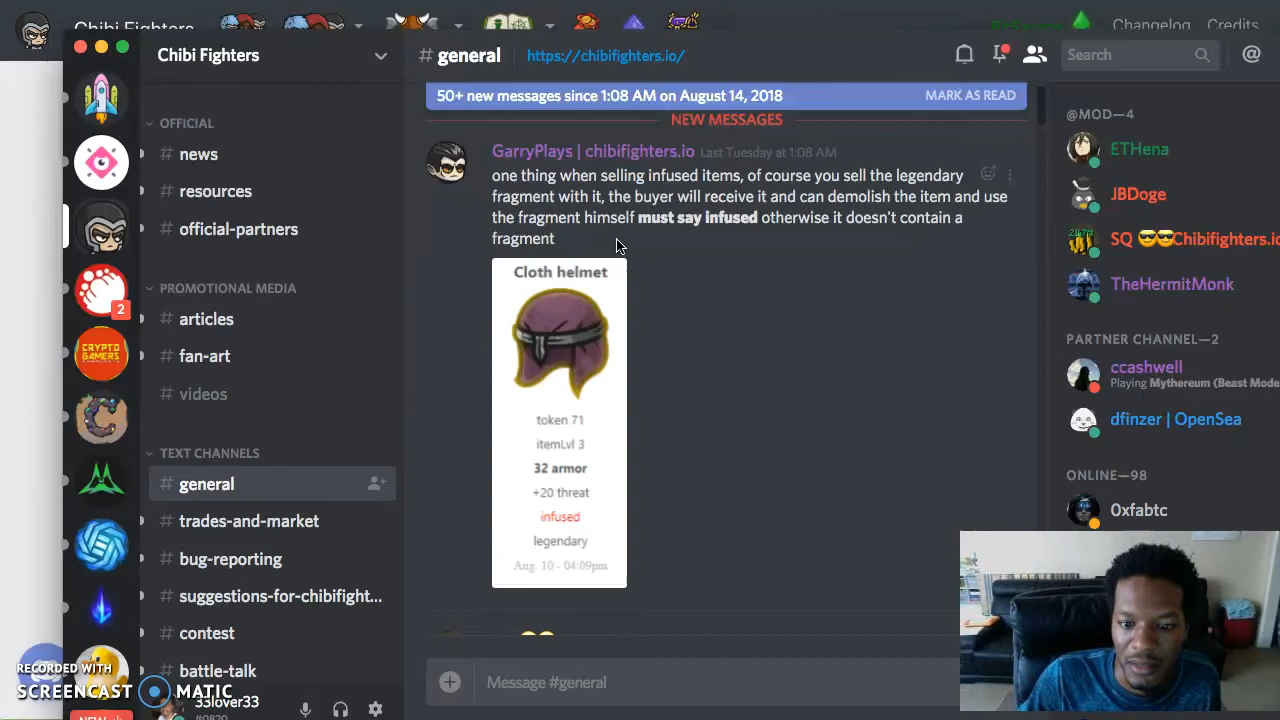 Chibi Fighters
Changelog
Credits
Chibi Fighters
# general
https://chibifighters.io/
Search
50+ new messages since 1:08 AM on August 14, 2018
MARK AS READ
NEW MESSAGES
OFFICIAL
# news
# resources
# official-partners
PROMOTIONAL MEDIA
# articles
# fan-art
# videos
TEXT CHANNELS
# general
# trades-and-market
# bug-reporting
# suggestions-for-chibifight...
# contest
# battle-talk
33lover33
#0820
2
CRYPTO
GAMERS
NEW
RECORDED WITH
SCREENCAST MATIC
GarryPlays | chibifighters.io Last Tuesday at 1:08 AM
one thing when selling infused items, of course you sell the legendary
fragment with it, the buyer will receive it and can demolish the item and use
the fragment himself must say infused otherwise it doesn't contain a
fragment
Cloth helmet
token 71
itemLvl 3
32 armor
+20 threat
infused
legendary
Aug. 10 - 04:09pm
Message #general
@MOD—4
ETHena
JBDoge
SQ 😎😎Chibifighters.io
TheHermitMonk
PARTNER CHANNEL—2
ccashwell
Playing Mythereum (Beast Mode
dfinzer | OpenSea
ONLINE—98
0xfabtc